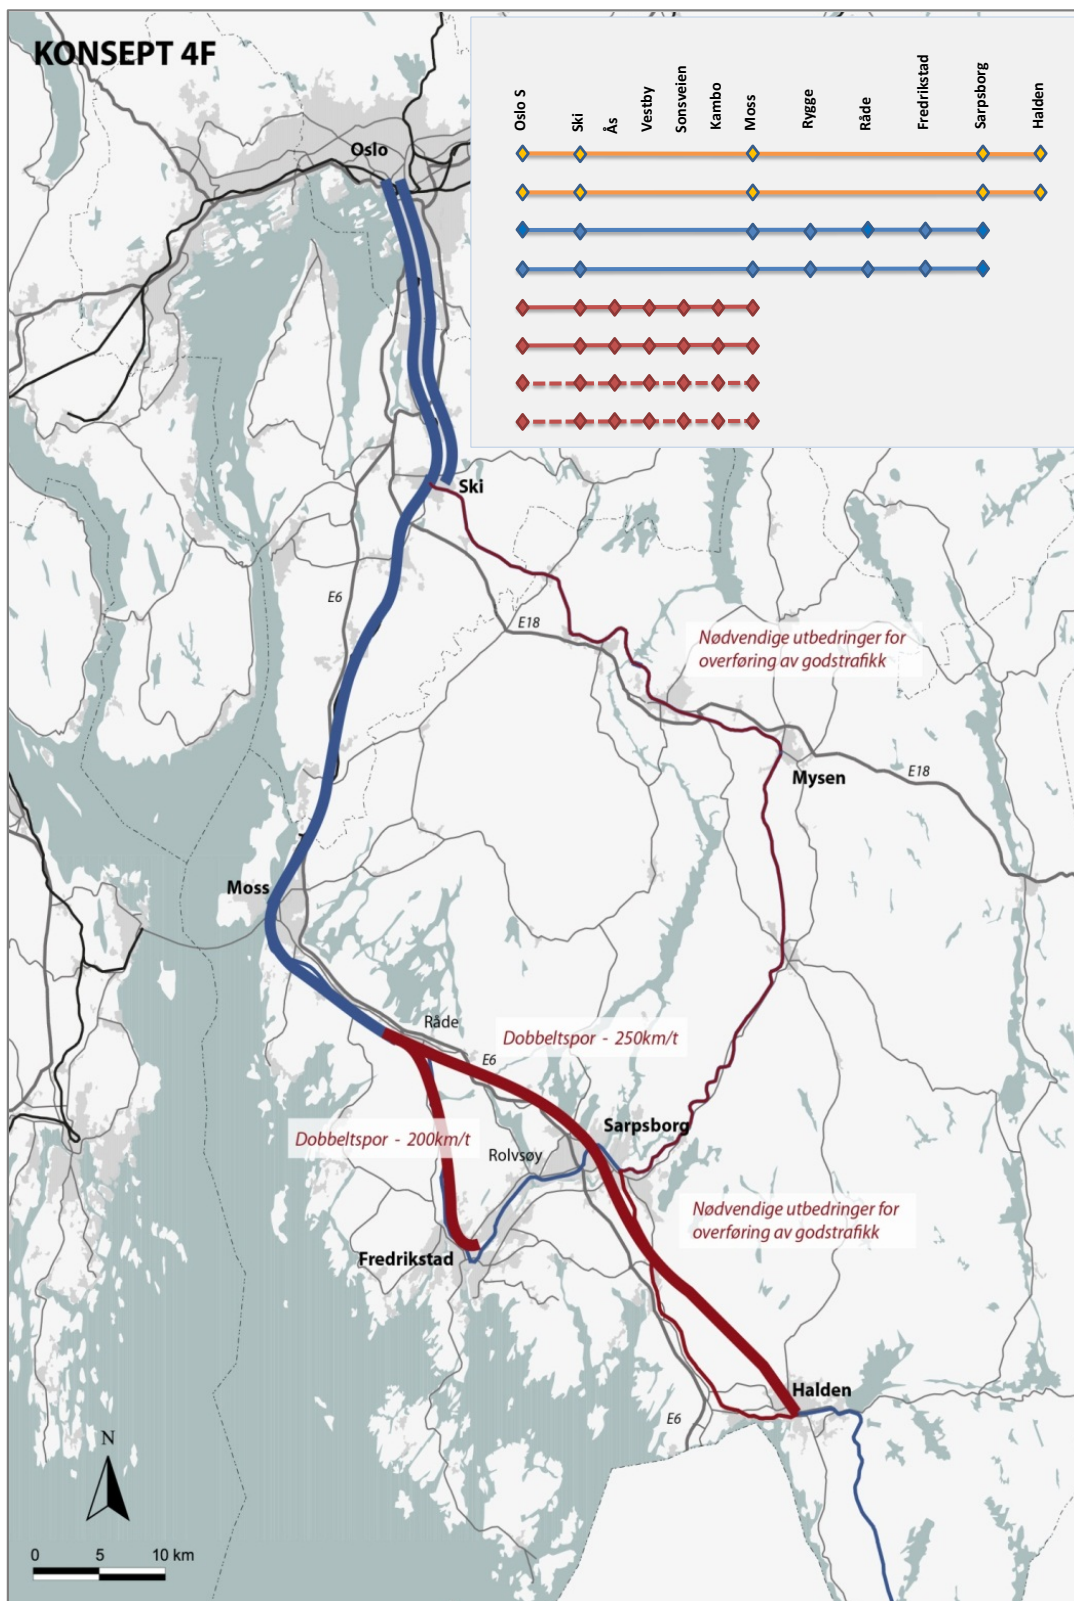 KONSEPT 4F
Oslo S
Ski
Ås
Vestby
Sonsveien
Kambo
Moss
Rygge
Råde
Fredrikstad
Sarpsborg
Halden
Oslo
Ski
E6
E18
Nødvendige utbedringer for
overføring av godstrafikk
Mysen
E18
Moss
Råde
Dobbeltspor - 250km/t
E6
Sarpsborg
Dobbeltspor - 200km/t
Rolvsøy
Nødvendige utbedringer for
overføring av godstrafikk
Fredrikstad
Halden
E6
N
0 5 10 km